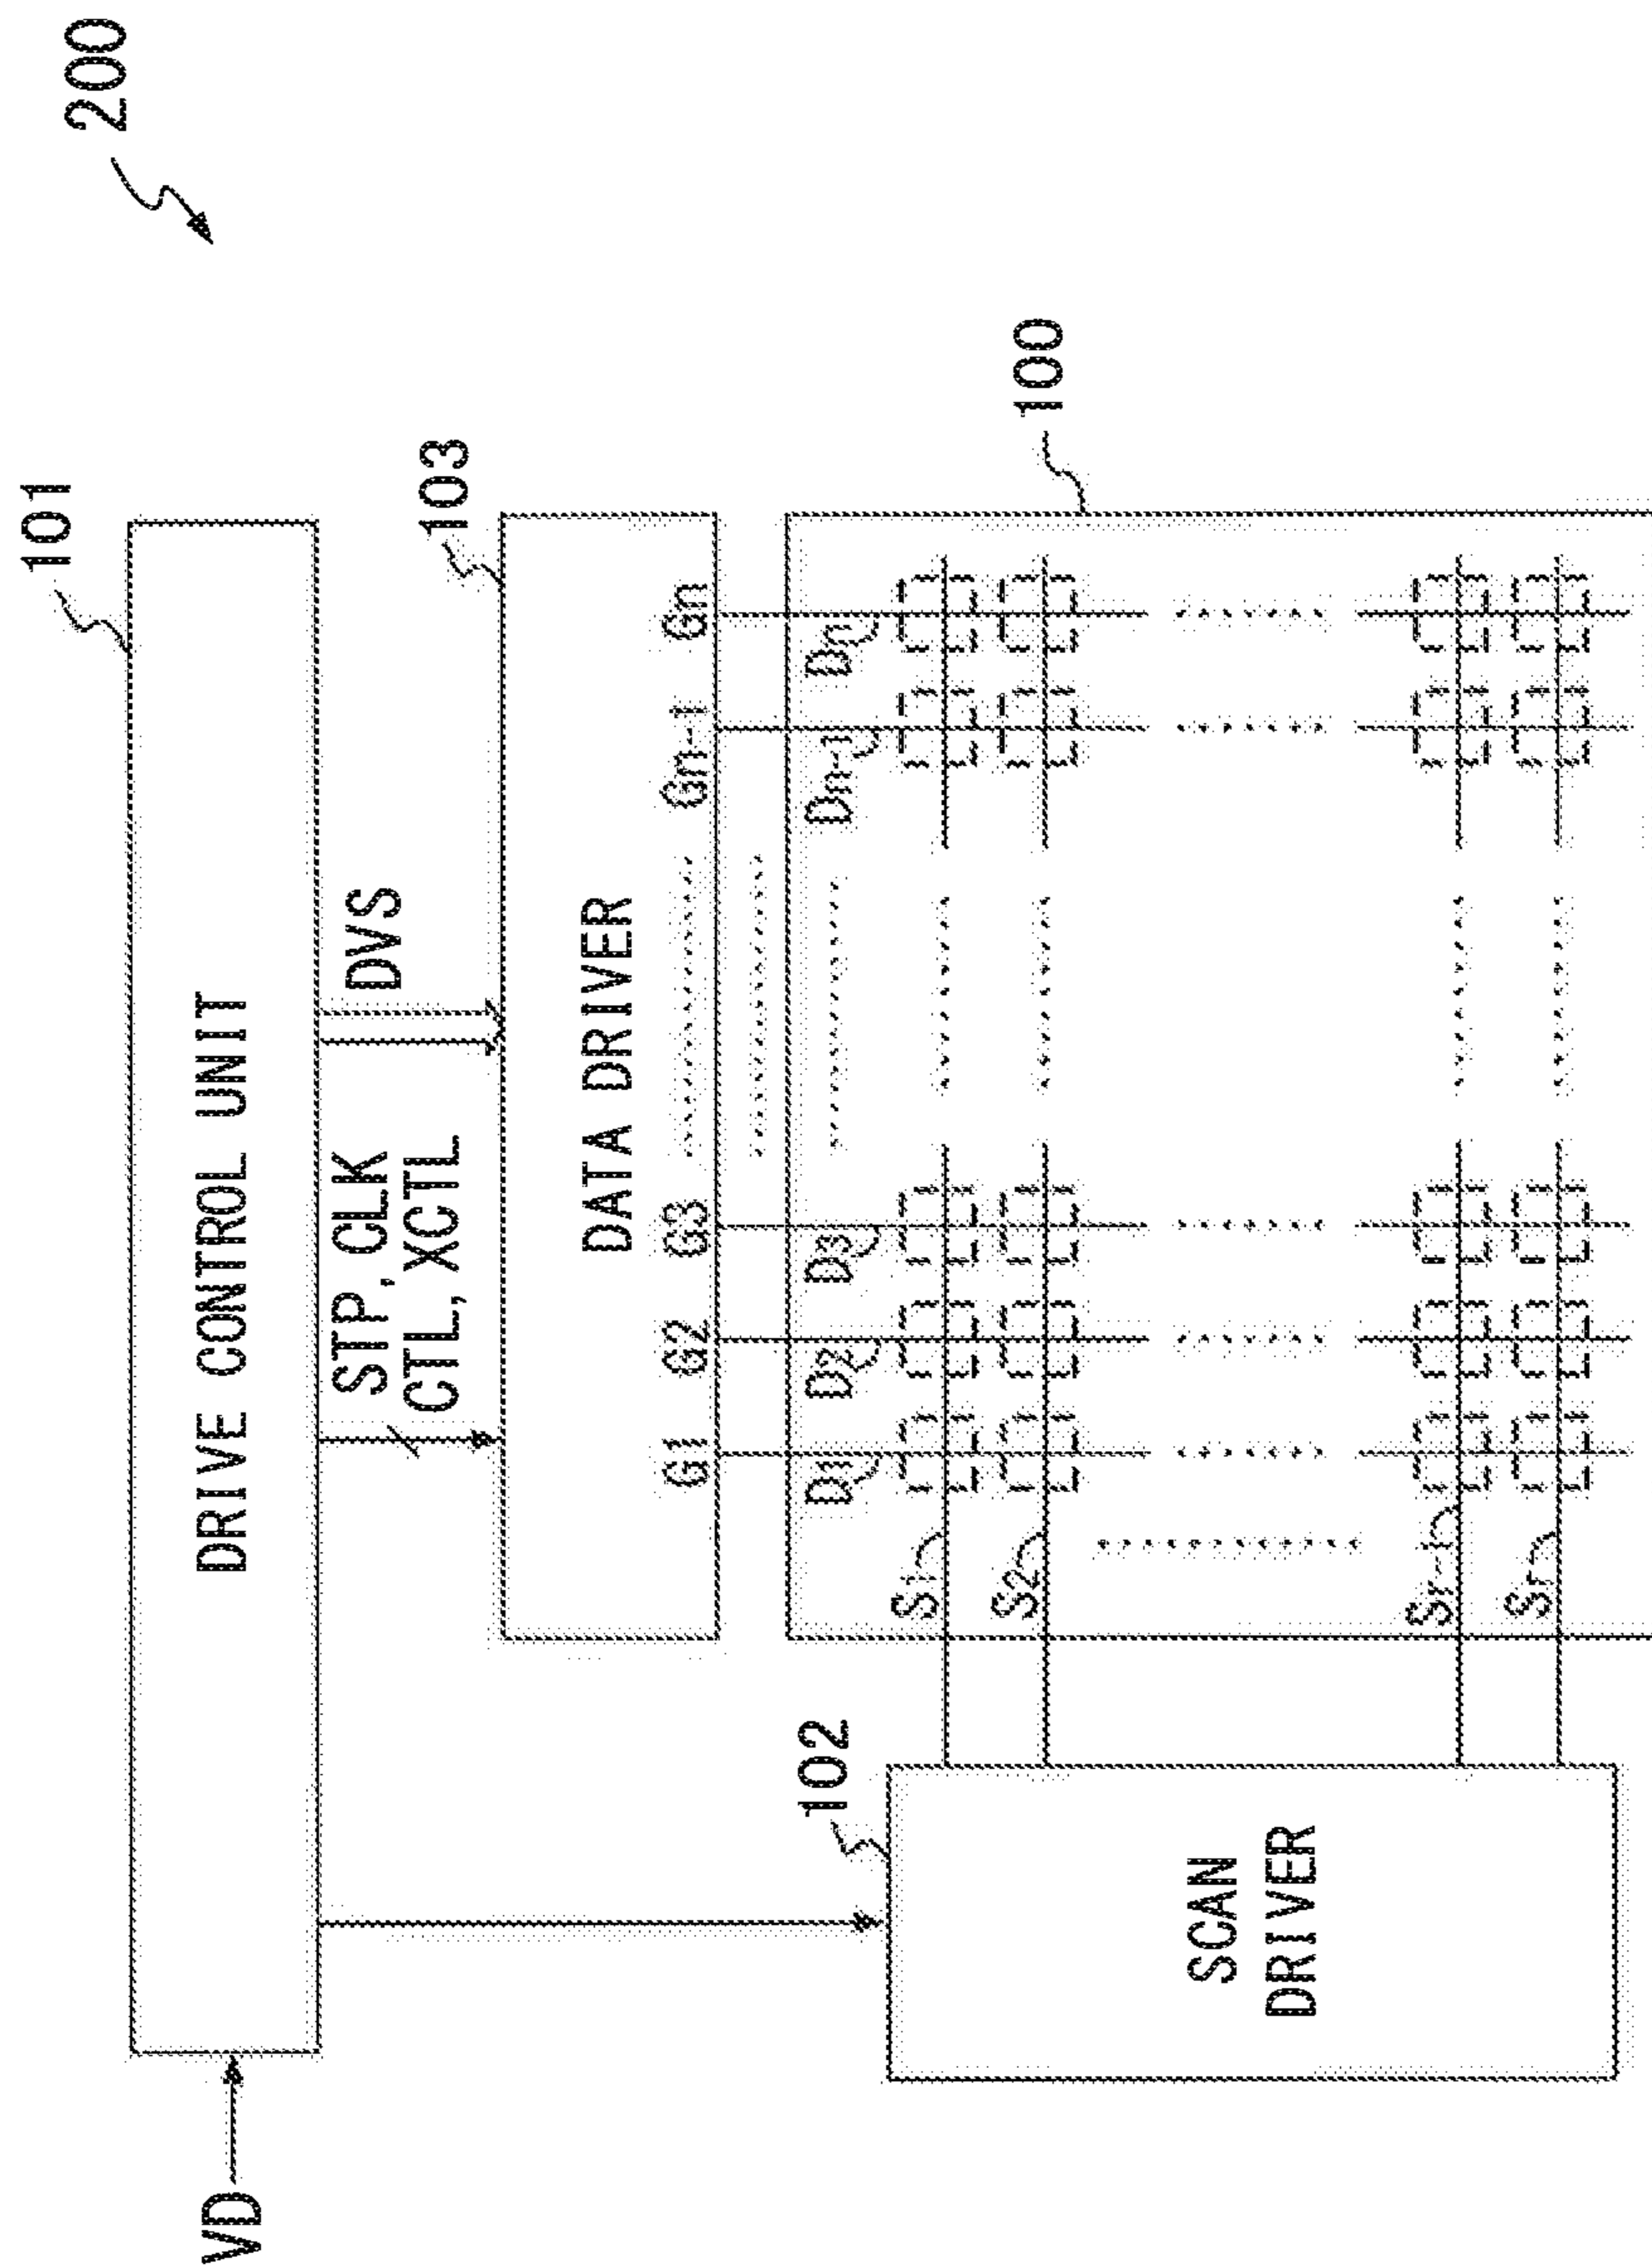 200
101
VD
DRIVE CONTROL UNIT
STP, CLK
CTL, XCTL
DVS
103
DATA DRIVER
G1 G2 G3 Gn-1 Gn
100
D1 D2 D3 Dn-1 Dn
102
S1
S2
SCAN
DRIVER
Sr-1
Sr